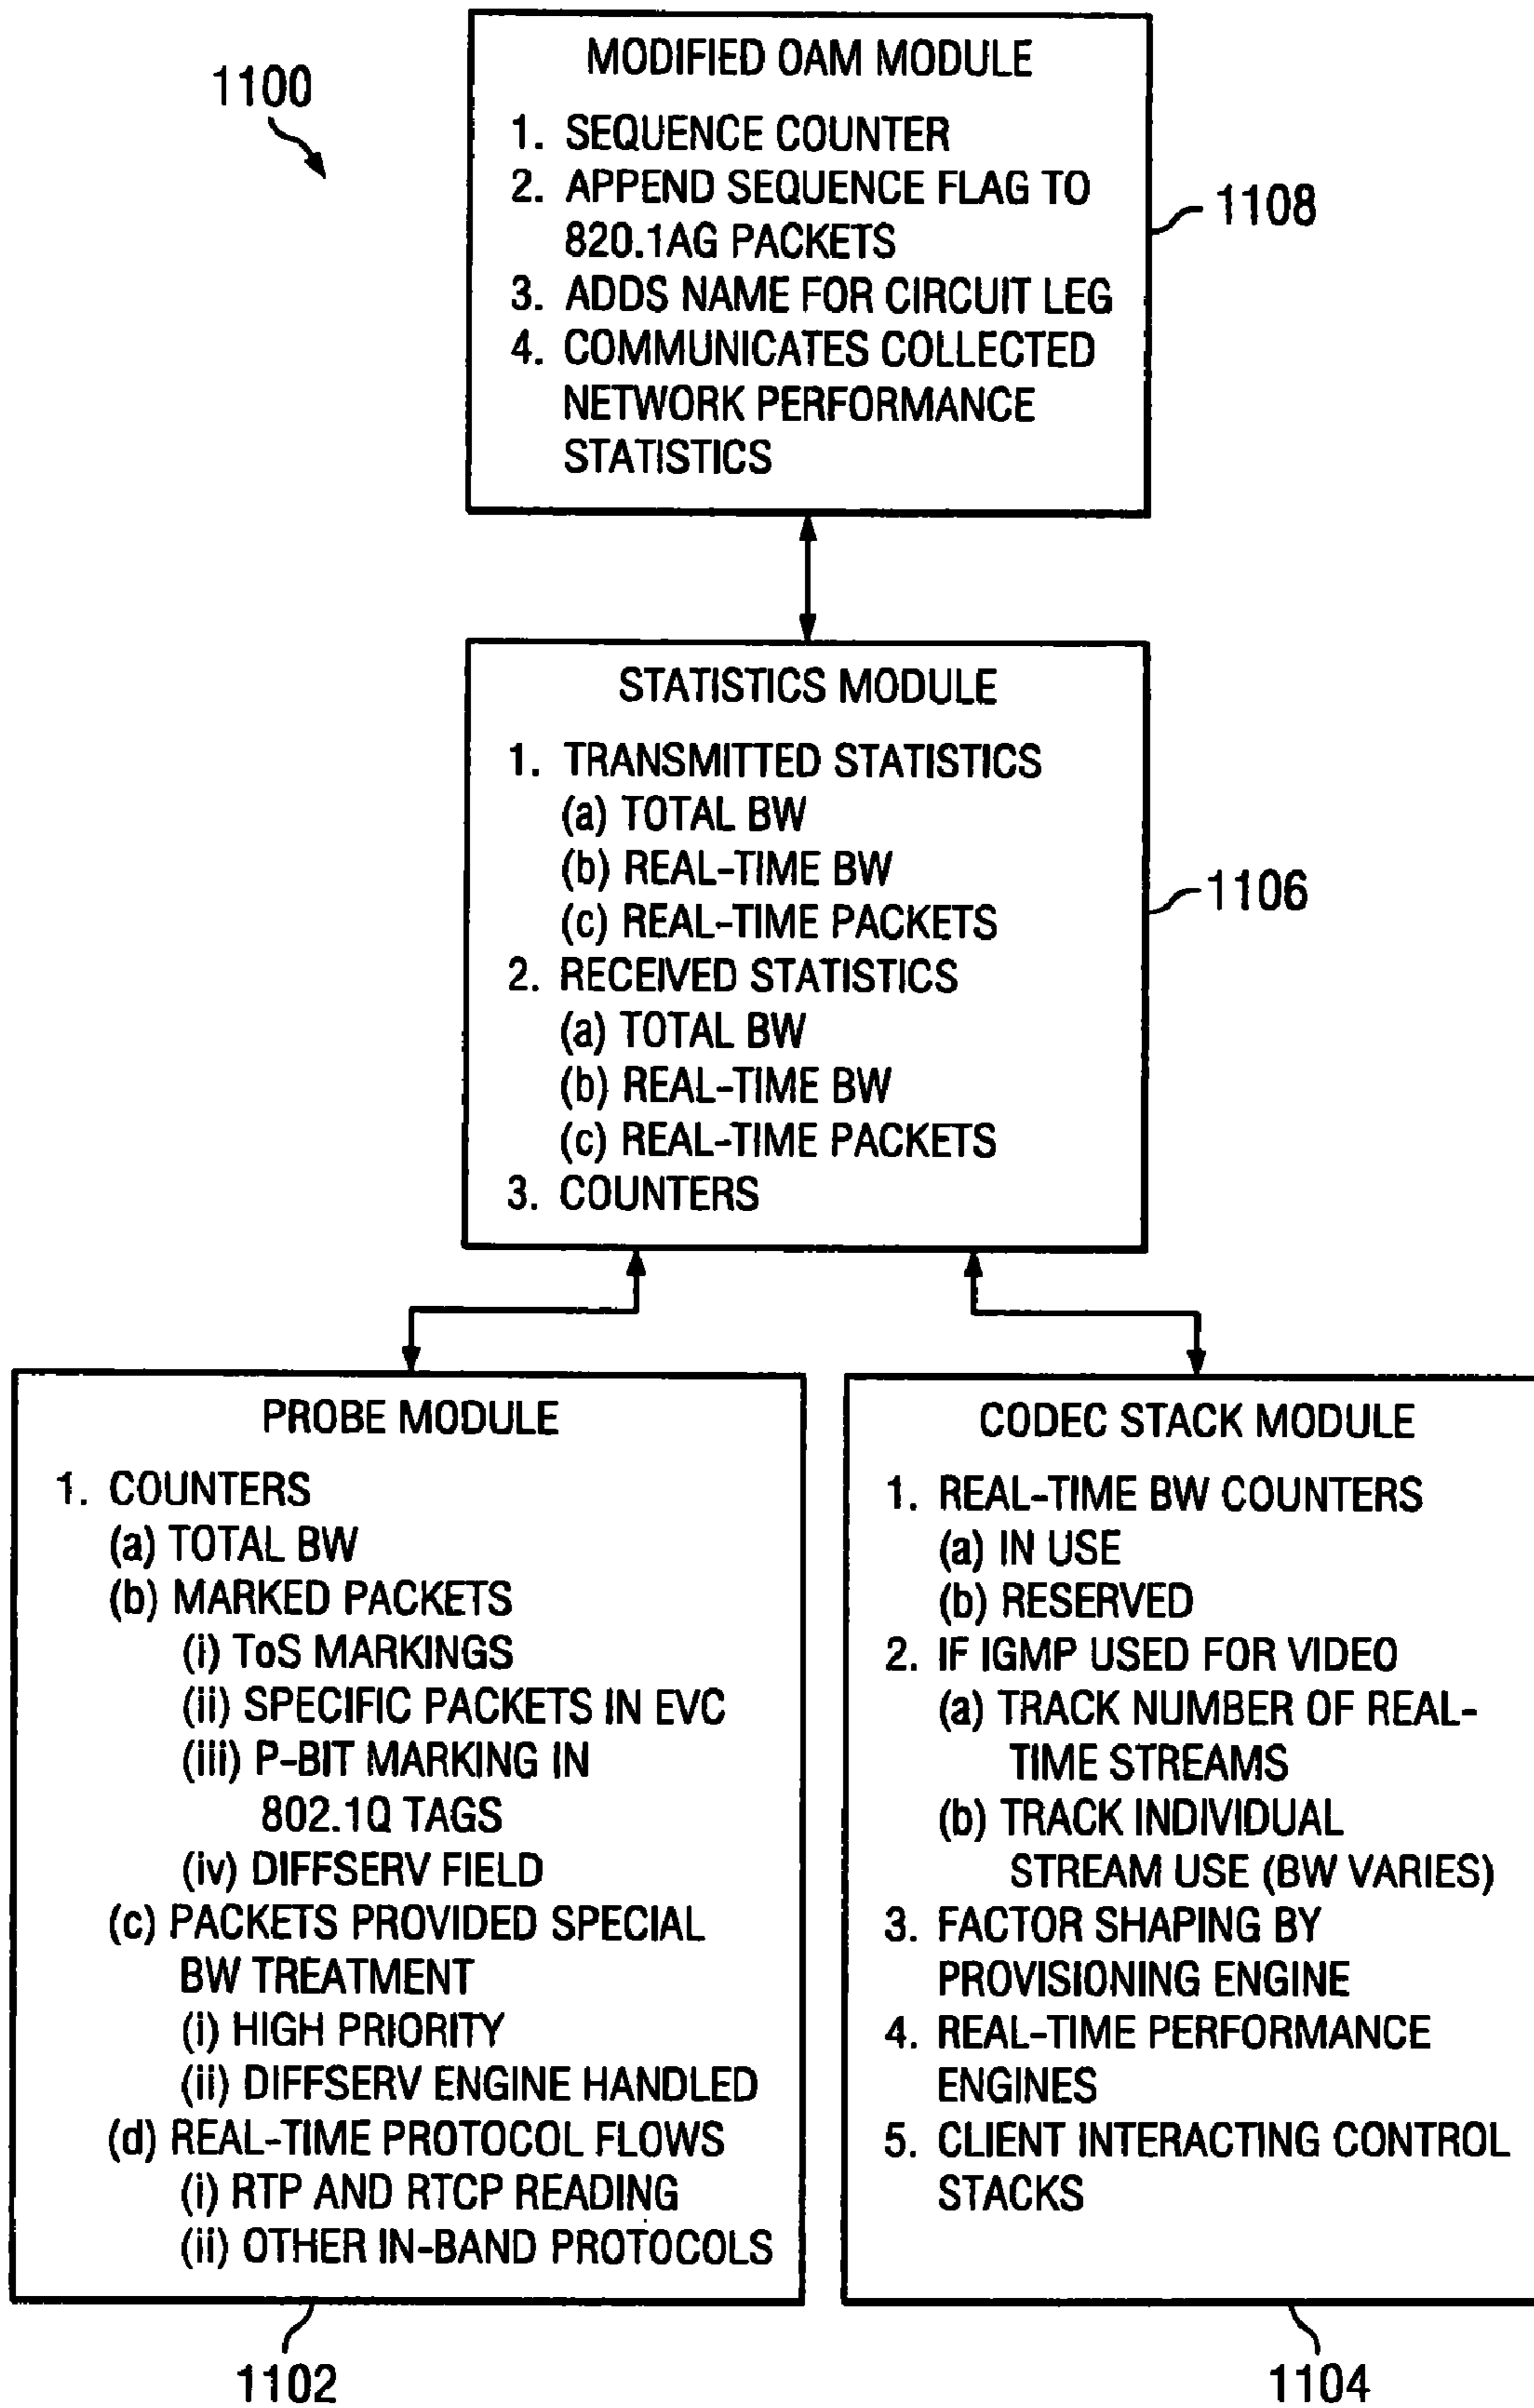 1100
MODIFIED OAM MODULE
1. SEQUENCE COUNTER
2. APPEND SEQUENCE FLAG TO
820.1AG PACKETS
3. ADDS NAME FOR CIRCUIT LEG
4. COMMUNICATES COLLECTED
NETWORK PERFORMANCE
STATISTICS
1108
STATISTICS MODULE
1. TRANSMITTED STATISTICS
(a) TOTAL BW
(b) REAL-TIME BW
(c) REAL-TIME PACKETS
2. RECEIVED STATISTICS
(a) TOTAL BW
(b) REAL-TIME BW
(c) REAL-TIME PACKETS
3. COUNTERS
1106
PROBE MODULE
1. COUNTERS
(a) TOTAL BW
(b) MARKED PACKETS
(i) ToS MARKINGS
(ii) SPECIFIC PACKETS IN EVC
(iii) P-BIT MARKING IN
802.1Q TAGS
(iv) DIFFSERV FIELD
(c) PACKETS PROVIDED SPECIAL
BW TREATMENT
(i) HIGH PRIORITY
(ii) DIFFSERV ENGINE HANDLED
(d) REAL-TIME PROTOCOL FLOWS
(i) RTP AND RTCP READING
(ii) OTHER IN-BAND PROTOCOLS
1102
CODEC STACK MODULE
1. REAL-TIME BW COUNTERS
(a) IN USE
(b) RESERVED
2. IF IGMP USED FOR VIDEO
(a) TRACK NUMBER OF REAL-
TIME STREAMS
(b) TRACK INDIVIDUAL
STREAM USE (BW VARIES)
3. FACTOR SHAPING BY
PROVISIONING ENGINE
4. REAL-TIME PERFORMANCE
ENGINES
5. CLIENT INTERACTING CONTROL
STACKS
1104